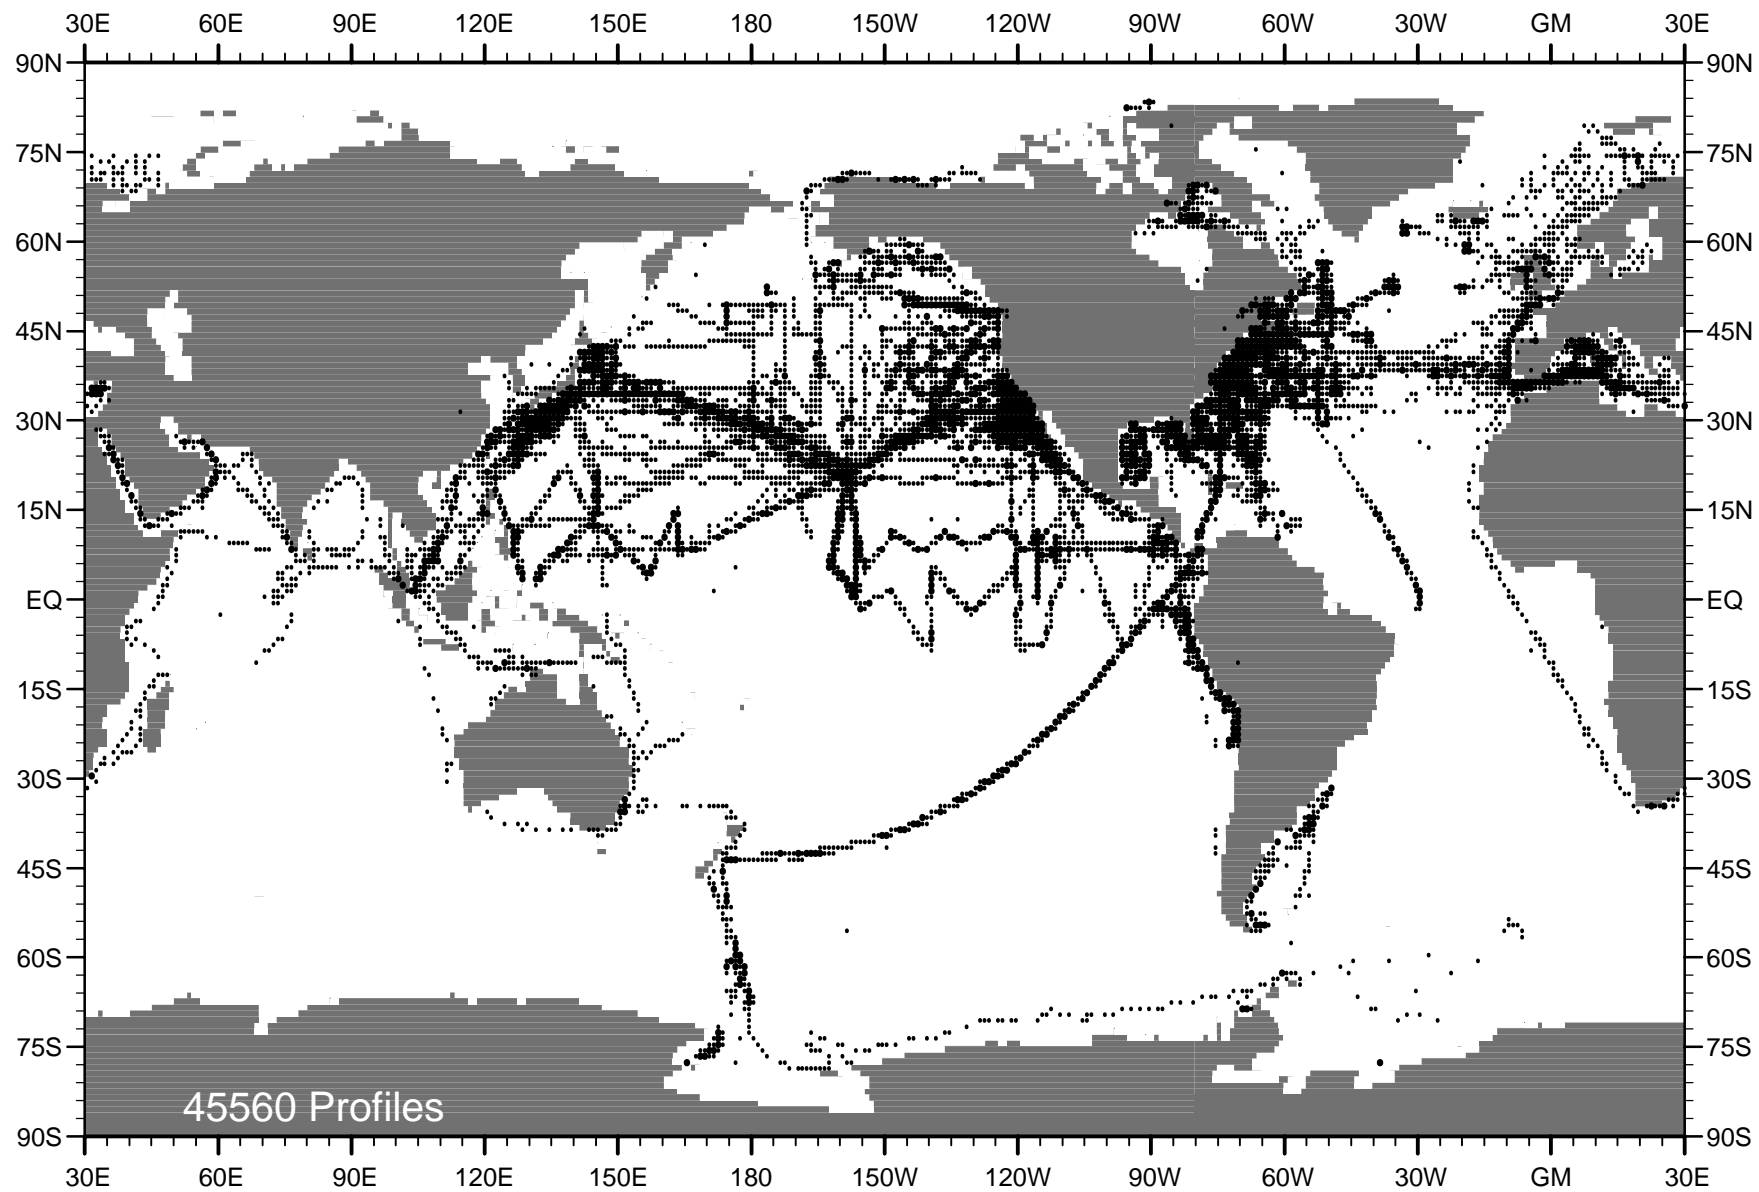 30E 60E 90E 120E 150E 180 150W 120W 90W 60W 30W GM 30E
90N 90N
75N 75N
60N 60N
45N 45N
30N 30N
15N 15N
EQ EQ
15S 15S
30S 30S
45S 45S
60S 60S
75S 75S
45560 Profiles
90S 90S
30E 60E 90E 120E 150E 180 150W 120W 90W 60W 30W GM 30E